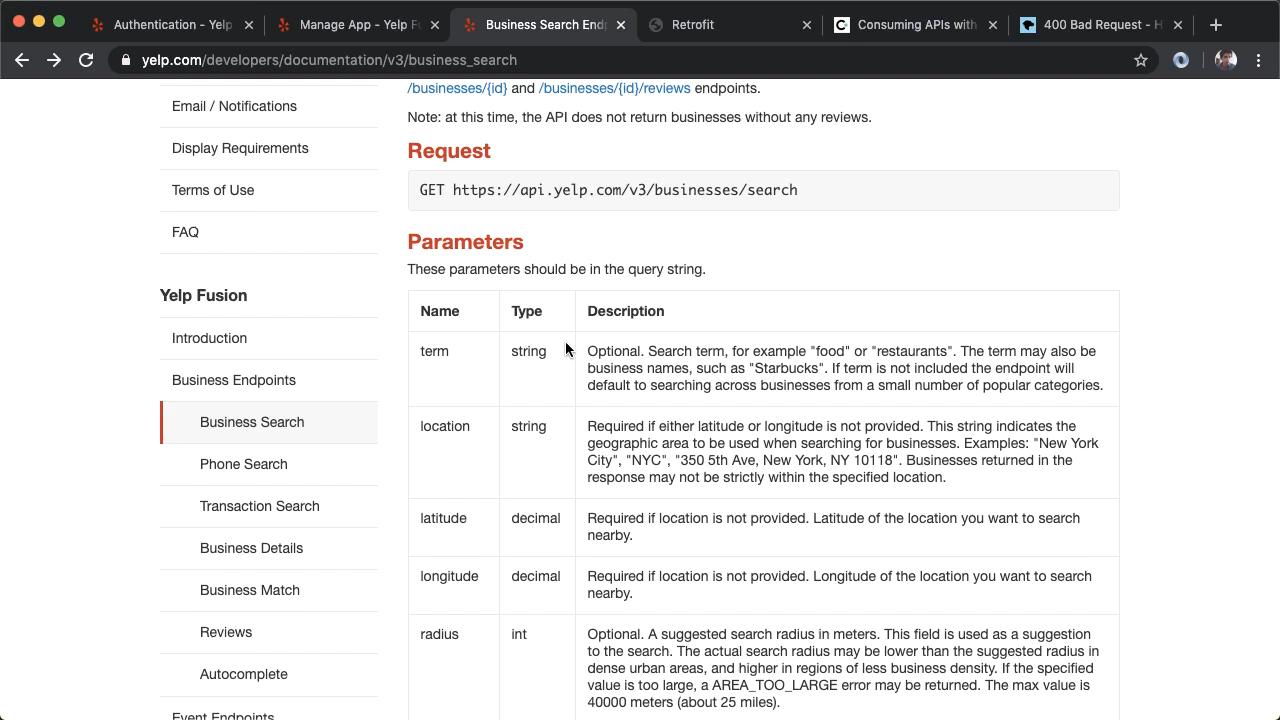 Authentication - Yelp
Manage App - Yelp Fu
Business Search Endp
Retrofit
Consuming APIs with
400 Bad Request - H
yelp.com/developers/documentation/v3/business_search
Email / Notifications
Display Requirements
Terms of Use
FAQ
Yelp Fusion
Introduction
Business Endpoints
Business Search
Phone Search
Transaction Search
Business Details
Business Match
Reviews
Autocomplete
Event Endpoints
/businesses/{id} and /businesses/{id}/reviews endpoints.
Note: at this time, the API does not return businesses without any reviews.
Request
GET https://api.yelp.com/v3/businesses/search
Parameters
These parameters should be in the query string.
Name Type Description
term string Optional. Search term, for example "food" or "restaurants". The term may also be
business names, such as "Starbucks". If term is not included the endpoint will
default to searching across businesses from a small number of popular categories.
location string Required if either latitude or longitude is not provided. This string indicates the
geographic area to be used when searching for businesses. Examples: "New York
City", "NYC", "350 5th Ave, New York, NY 10118". Businesses returned in the
response may not be strictly within the specified location.
latitude decimal Required if location is not provided. Latitude of the location you want to search
nearby.
longitude decimal Required if location is not provided. Longitude of the location you want to search
nearby.
radius int Optional. A suggested search radius in meters. This field is used as a suggestion
to the search. The actual search radius may be lower than the suggested radius in
dense urban areas, and higher in regions of less business density. If the specified
value is too large, a AREA_TOO_LARGE error may be returned. The max value is
40000 meters (about 25 miles).